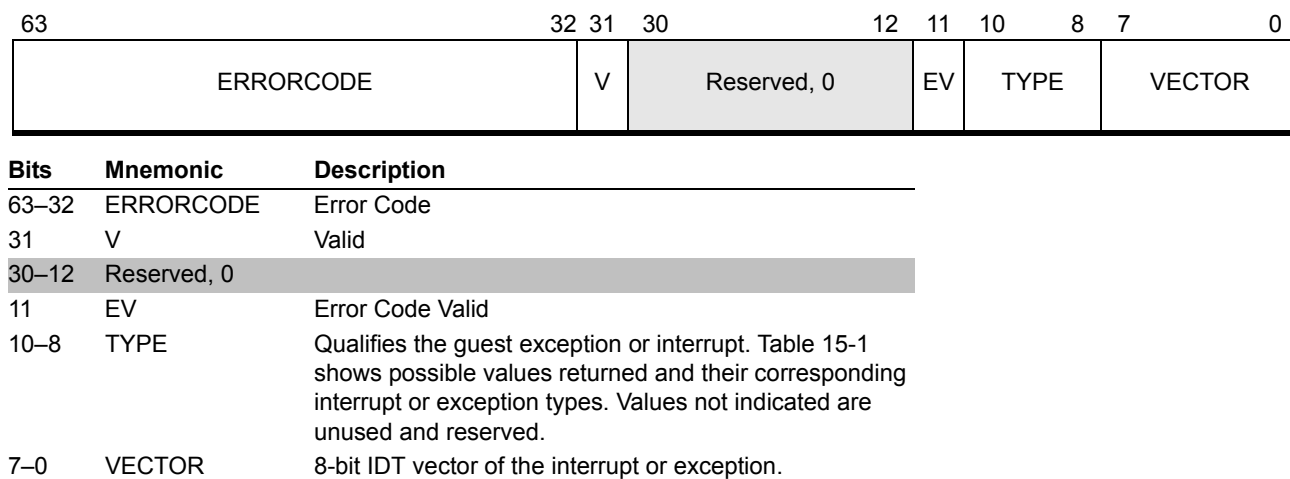 63 32 31 30 12 11 10 8 7 0
ERRORCODE V Reserved, 0 EV TYPE VECTOR
Bits Mnemonic Description
63–32 ERRORCODE Error Code
31 V Valid
30–12 Reserved, 0
11 EV Error Code Valid
10–8 TYPE Qualifies the guest exception or interrupt. Table 15-1
shows possible values returned and their corresponding
interrupt or exception types. Values not indicated are
unused and reserved.
7–0 VECTOR 8-bit IDT vector of the interrupt or exception.